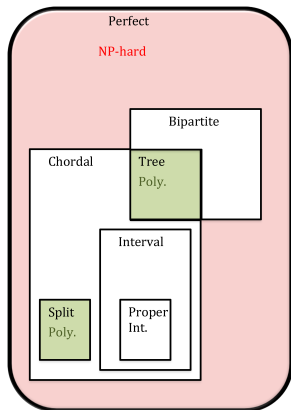 Perfect
NP-hard
Bipartite
Chordal
Tree
Poly.
Interval
Split
Poly.
Proper
Int.